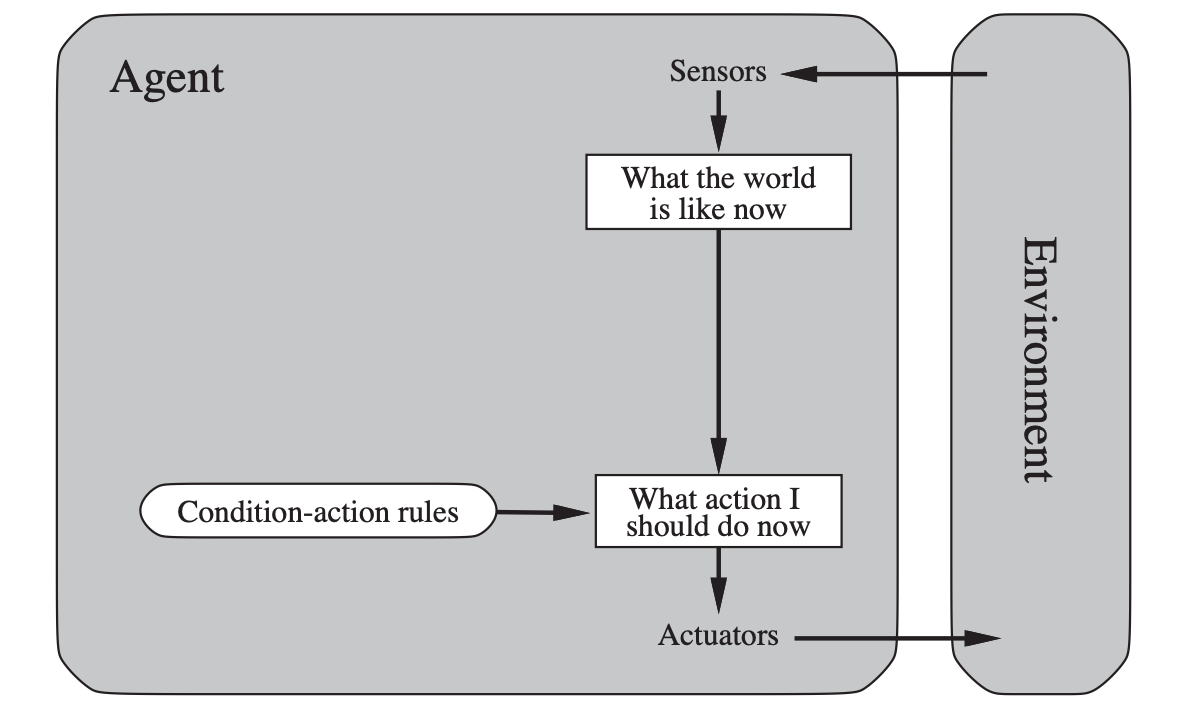 Agent
Sensors
What the world
is like now
Environment
Condition-action rules
What action I
should do now
Actuators